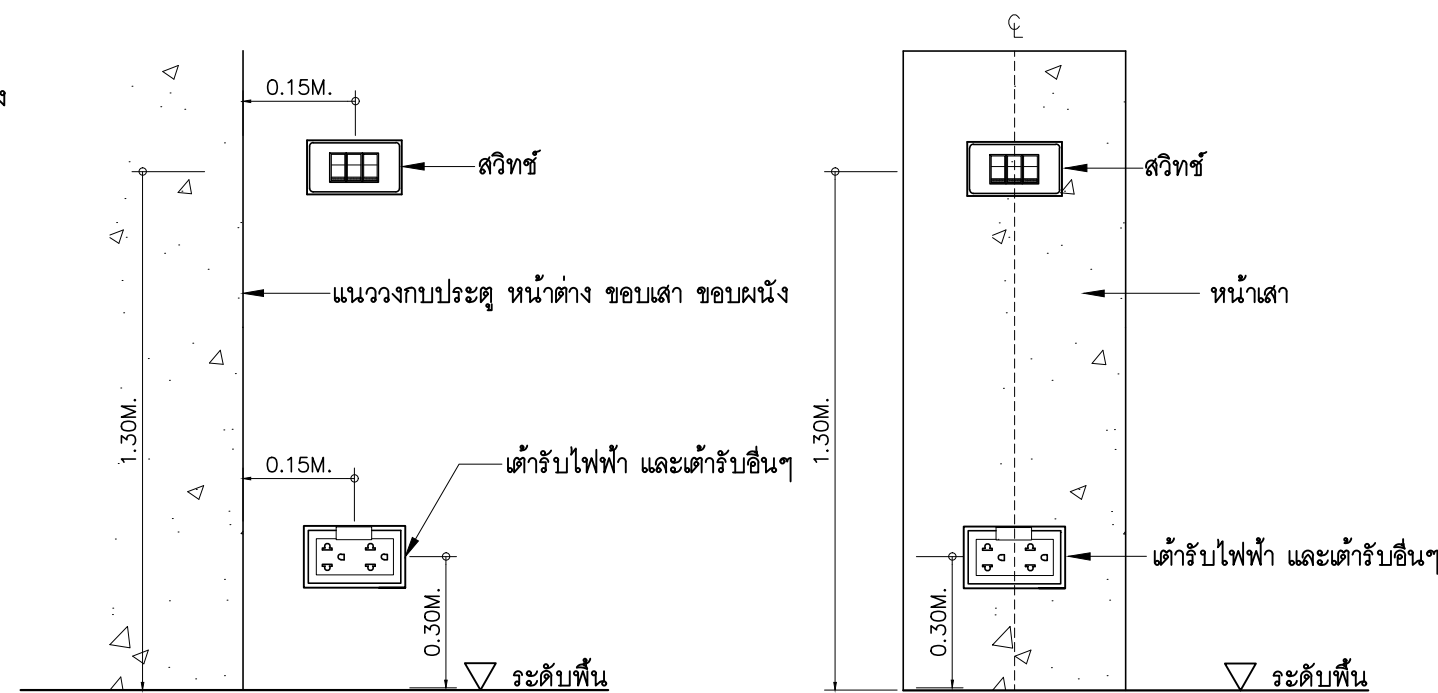 0.15M.
สวิทช์
แนววงกบประตู หน้าต่าง ขอบเสา ขอบผนัง
1.30M.
0.15M.
เต้ารับไฟฟ้า และเต้ารับอื่นๆ
0.30M.
ระดับพื้น
CL
สวิทช์
หน้าเสา
1.30M.
เต้ารับไฟฟ้า และเต้ารับอื่นๆ
0.30M.
ระดับพื้น